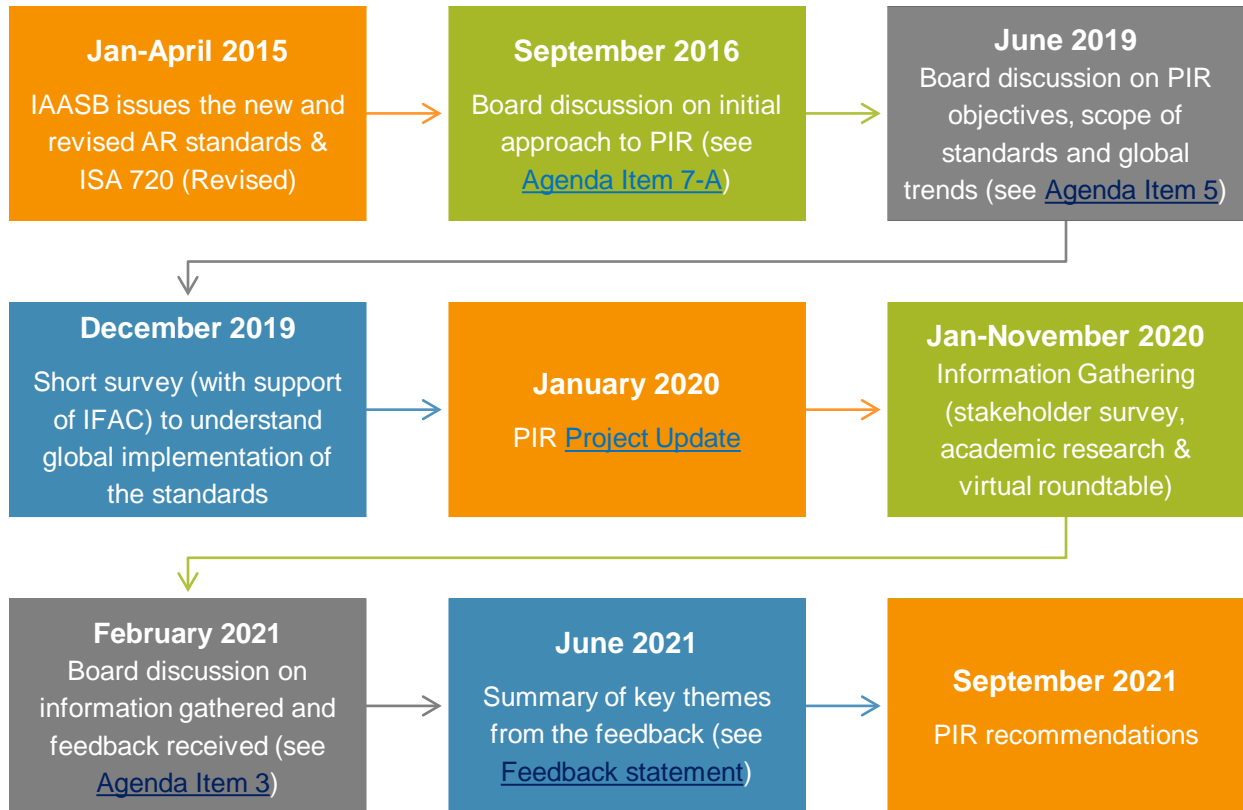 Jan-April 2015
IAASB issues the new and
revised AR standards &
ISA 720 (Revised)
September 2016
Board discussion on initial
approach to PIR (see
Agenda Item 7-A)
June 2019
Board discussion on PIR
objectives, scope of
standards and global
trends (see Agenda Item 5)
December 2019
Short survey (with support
of IFAC) to understand
global implementation of
the standards
January 2020
PIR Project Update
Jan-November 2020
Information Gathering
(stakeholder survey,
academic research &
virtual roundtable)
February 2021
Board discussion on
information gathered and
feedback received (see
Agenda Item 3)
June 2021
Summary of key themes
from the feedback (see
Feedback statement)
September 2021
PIR recommendations